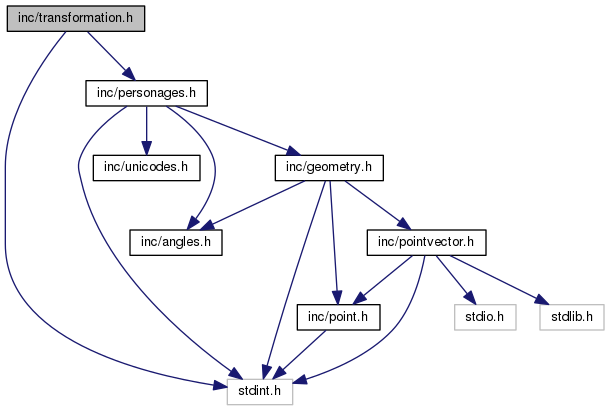 inc/transformation.h
inc/personages.h
inc/unicodes.h
inc/geometry.h
inc/angles.h
inc/pointvector.h
inc/point.h
stdio.h
stdlib.h
stdint.h